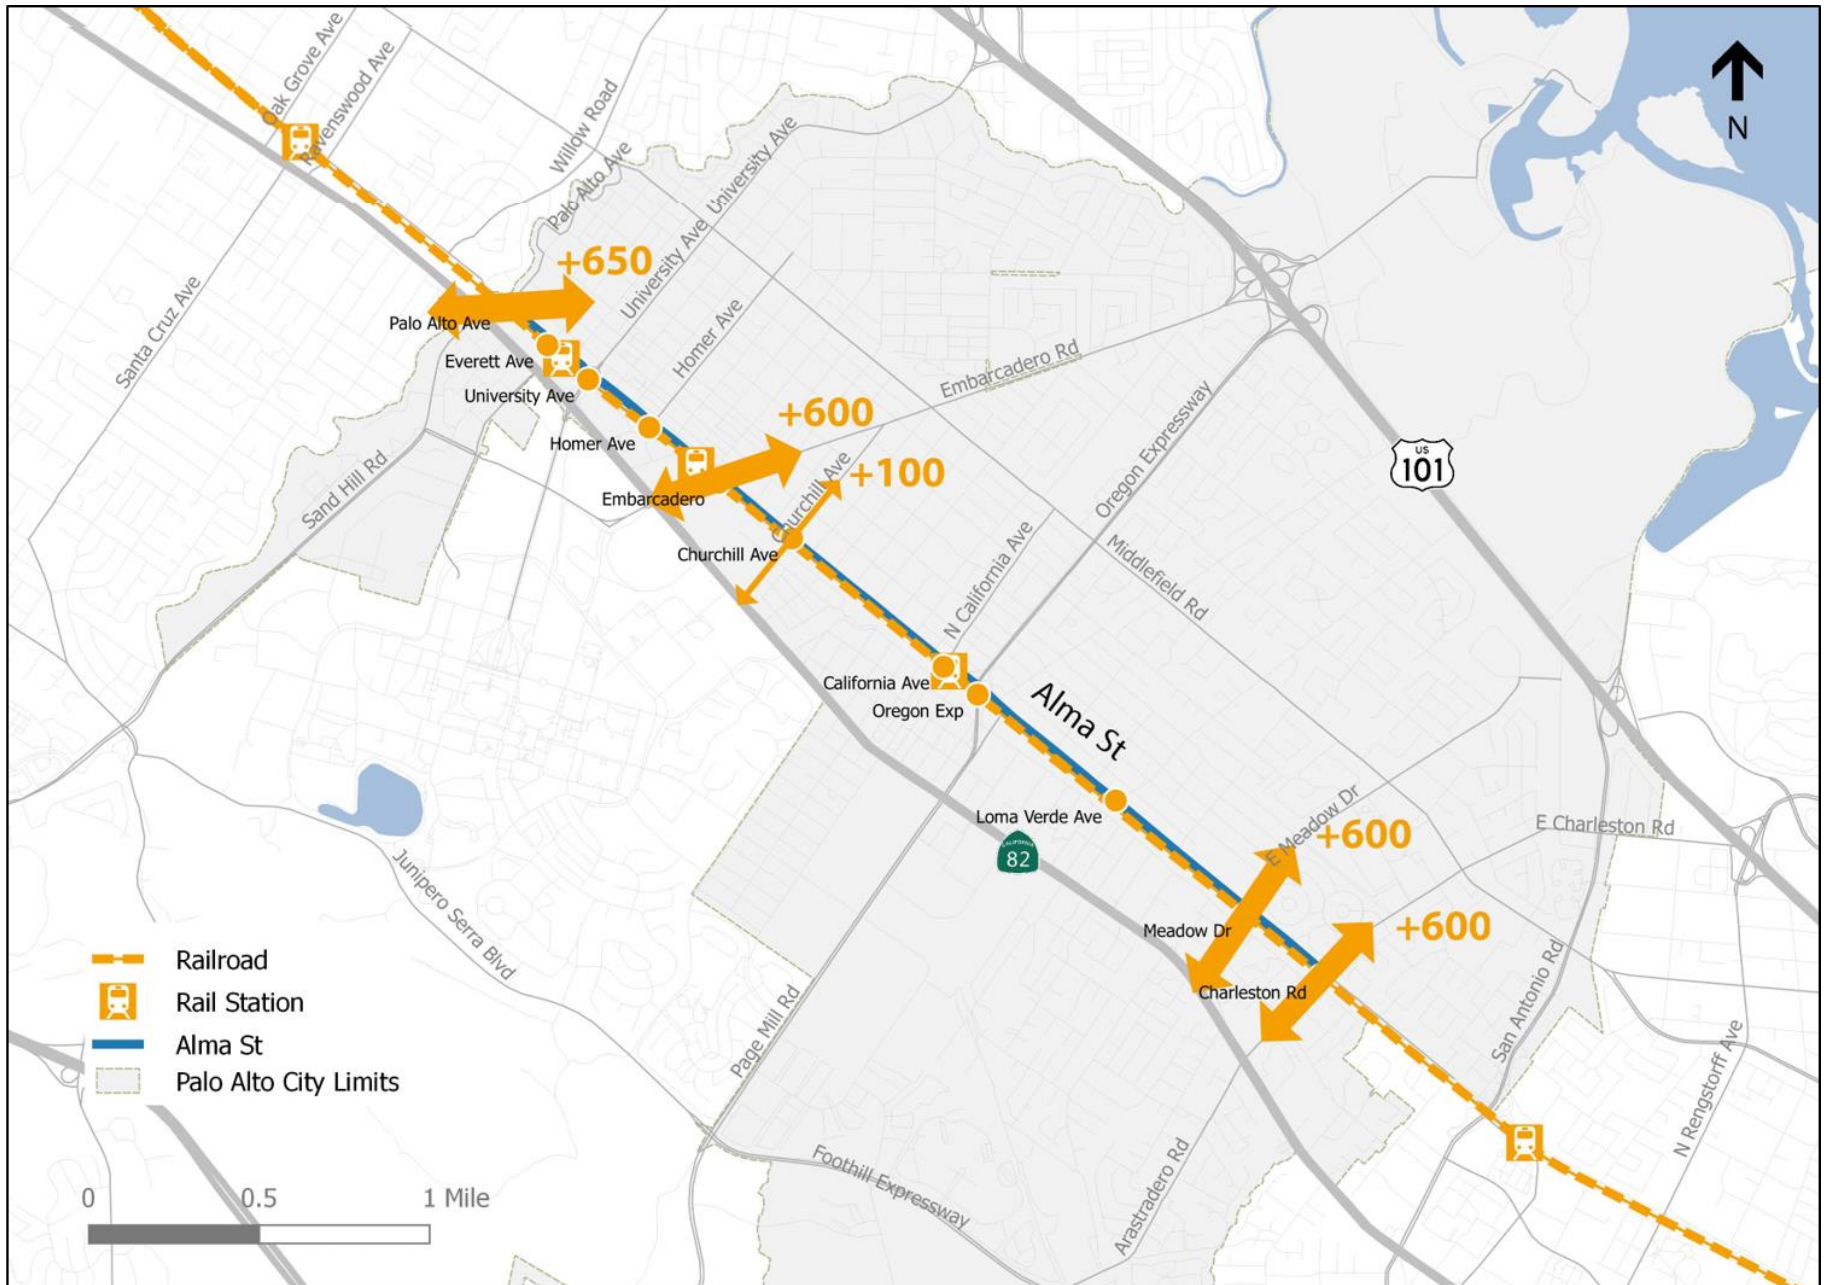 Oak Grove Ave
Ravenswood Ave
Willow Road
Palo Alto Ave
University Ave
University Ave
Homer Ave
Santa Cruz Ave
Sand Hill Rd
N
+650
Palo Alto Ave
Everett Ave
University Ave
Homer Ave
+600
Embarcadero
Embarcadero Rd
+100
Churchill Ave
Churchill Ave
Oregon Expressway
US
101
N California Ave
Middlefield Rd
California Ave
Oregon Exp
Alma St
Loma Verde Ave
CALIFORNIA
82
E Meadow Dr
+600
E Charleston Rd
Meadow Dr
+600
Charleston Rd
Junipero Serra Blvd
Page Mill Rd
San Antonio Rd
N Rengstorff Ave
Foothill Expressway
Arastradero Rd
Railroad
Rail Station
Alma St
Palo Alto City Limits
0 0.5 1 Mile